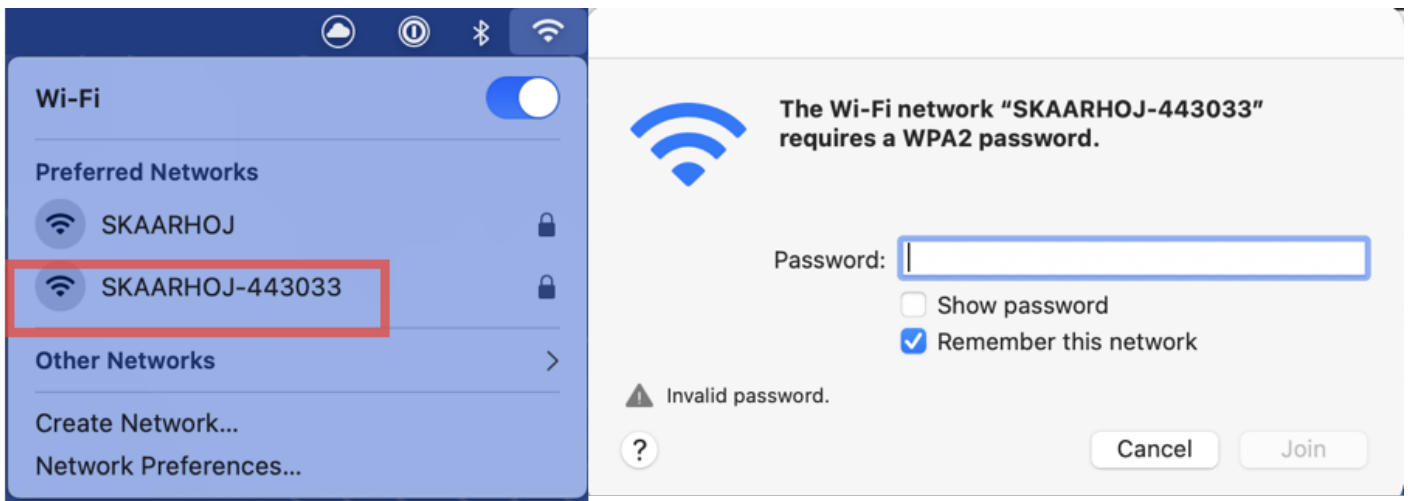 Wi-Fi
Preferred Networks
SKAARHOJ
SKAARHOJ-443033
Other Networks
Create Network...
Network Preferences...
The Wi-Fi network “SKAARHOJ-443033”
requires a WPA2 password.
Password:
Show password
Remember this network
Invalid password.
?
Cancel
Join